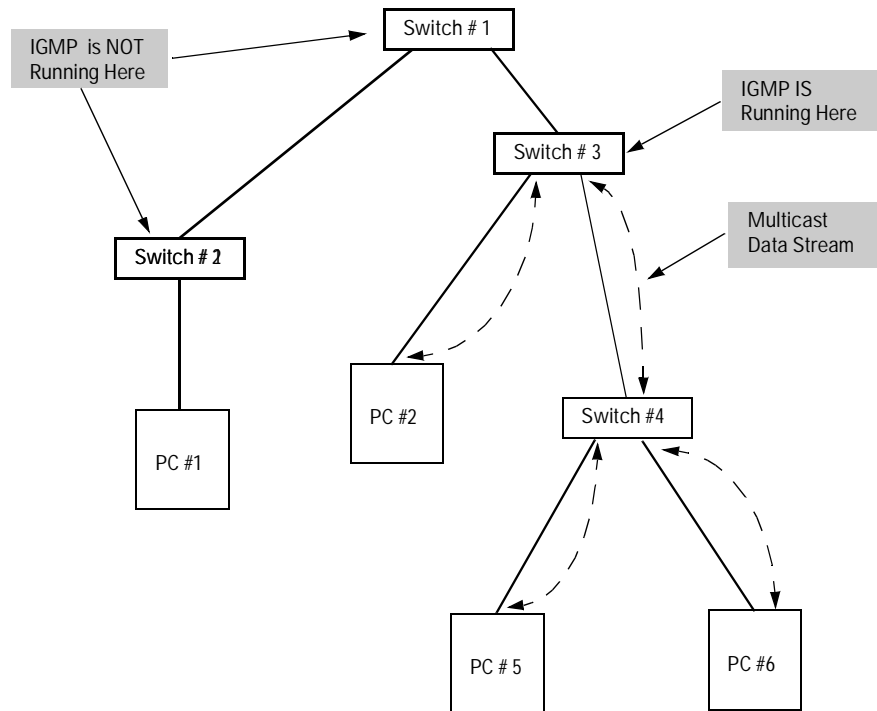 Switch # 1
IGMP is NOT
Running Here
IGMP IS
Running Here
Switch # 3
Multicast
Data Stream
Switch #
PC #2
Switch #4
PC #1
PC # 5
PC #6